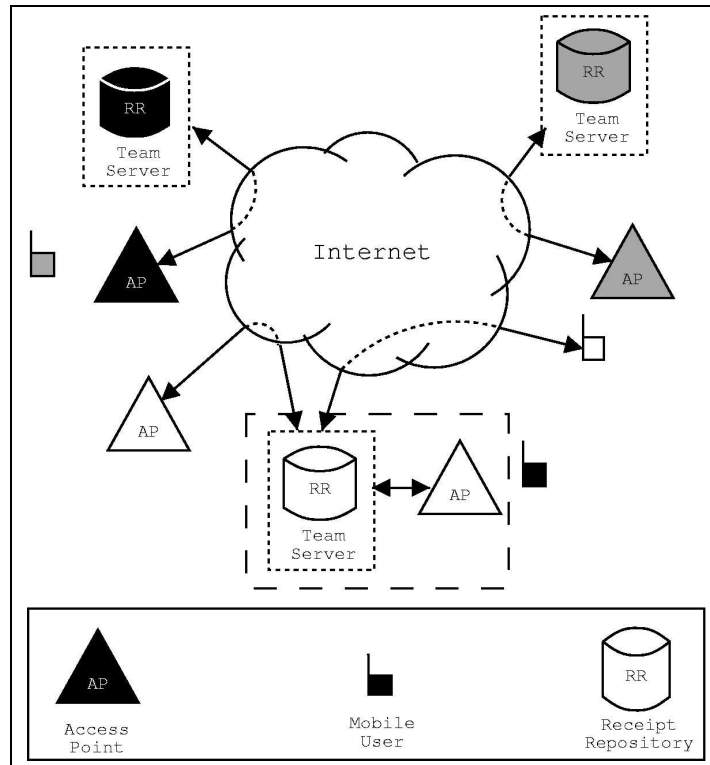 RR
Team
Server
RR
Team
Server
Internet
AP
AP
AP
RR
AP
Team
Server
AP
RR
Access
Point
Mobile
User
Receipt
Repository